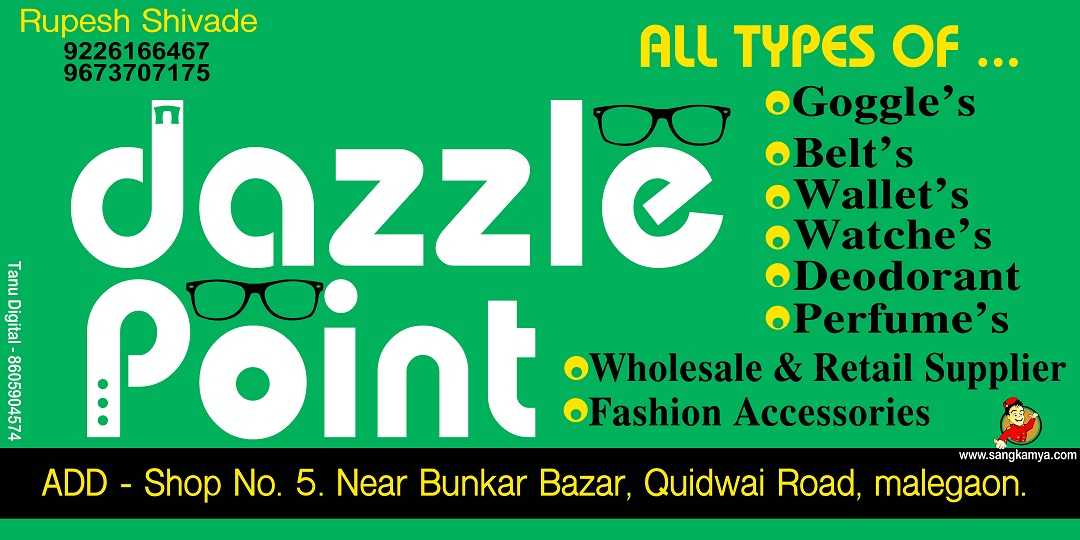 Rupesh Shivade
9226166467
9673707175
dazzle
Point
ALL TYPES OF ...
Goggle's
Belt's
Wallet's
Watche's
Deodorant
Perfume's
Wholesale & Retail Supplier
Fashion Accessories
www.sangkamya.com
Tanu Digital - 8605904574
ADD - Shop No. 5. Near Bunkar Bazar, Quidwai Road, malegaon.